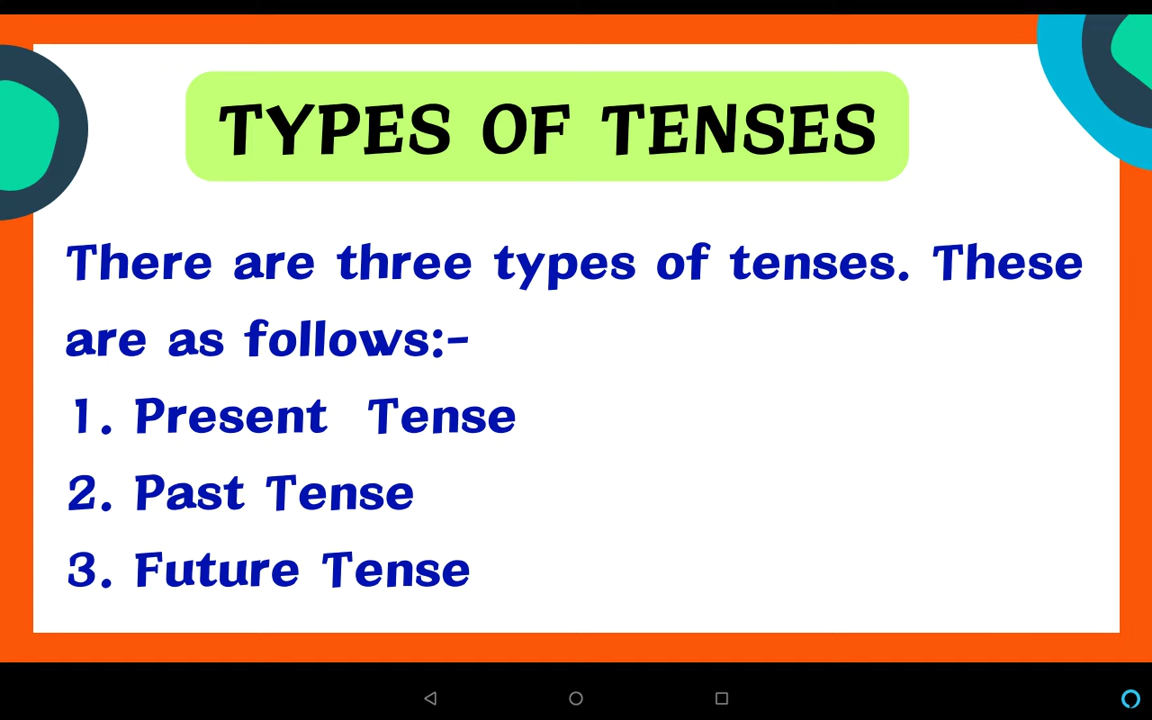 TYPES OF TENSES
There are three types of tenses. These
are as follows:-
1. Present Tense
2. Past Tense
3. Future Tense